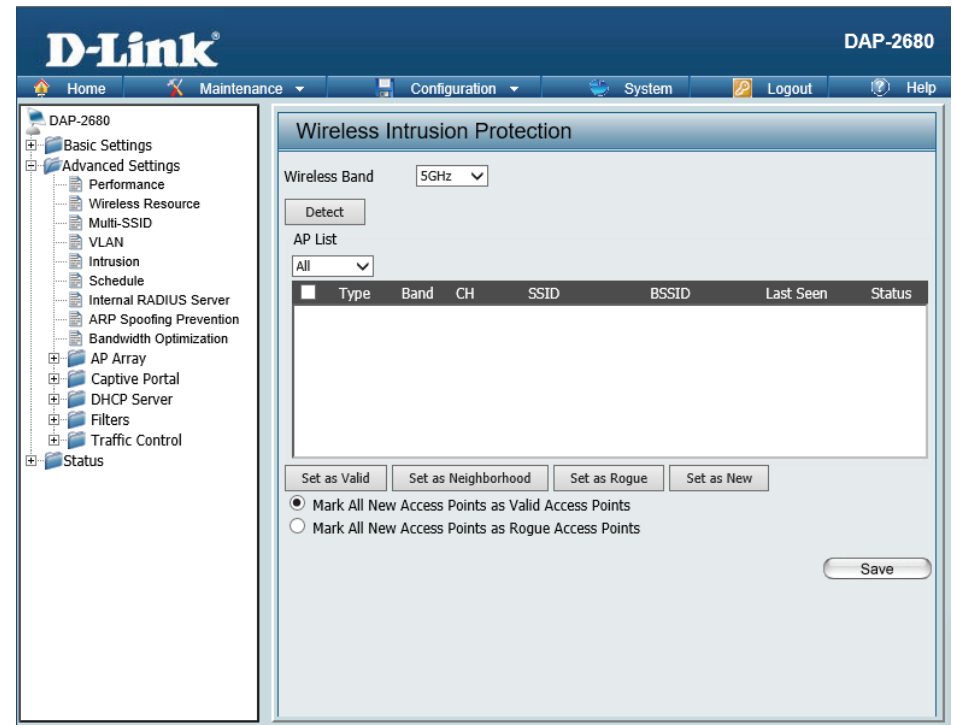 D-Link®
DAP-2680
Home Maintenance Configuration System Logout Help
DAP-2680
Basic Settings
Advanced Settings
Performance
Wireless Resource
Multi-SSID
VLAN
Intrusion
Schedule
Internal RADIUS Server
ARP Spoofing Prevention
Bandwidth Optimization
AP Array
Captive Portal
DHCP Server
Filters
Traffic Control
Status
Wireless Intrusion Protection
Wireless Band 5GHz
Detect
AP List
All
Type Band CH SSID BSSID Last Seen Status
Set as Valid Set as Neighborhood Set as Rogue Set as New
Mark All New Access Points as Valid Access Points
Mark All New Access Points as Rogue Access Points
Save